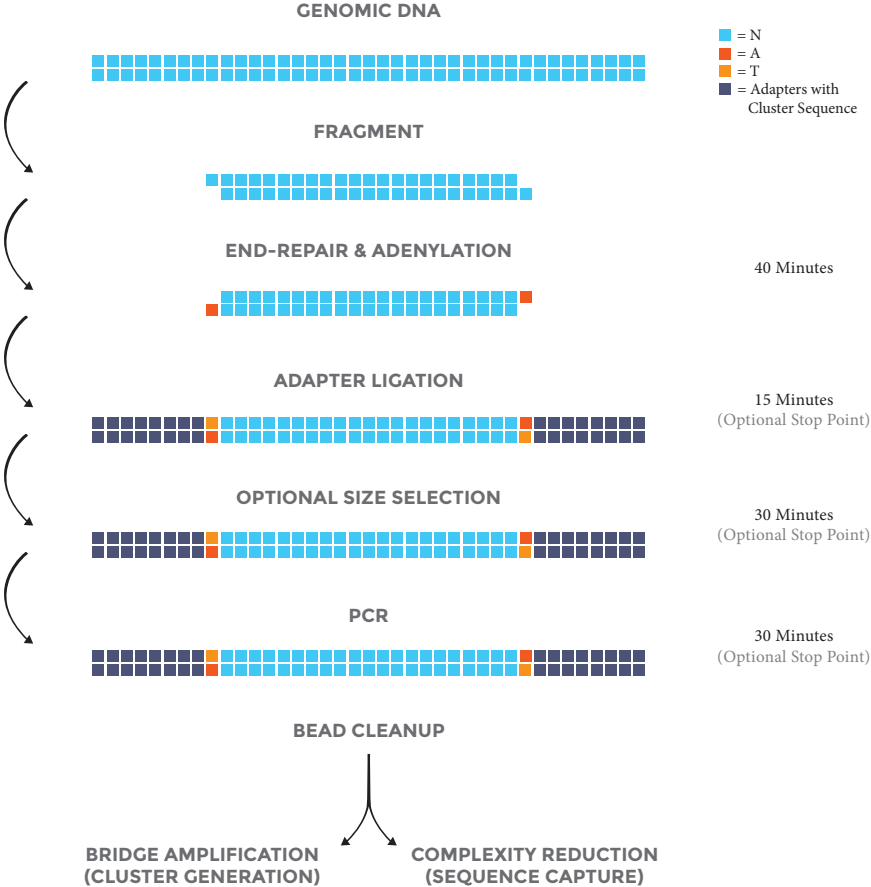 GENOMIC DNA
= N
= A
= T
= Adapters with
Cluster Sequence
FRAGMENT
END-REPAIR & ADENYLATION
40 Minutes
ADAPTER LIGATION
15 Minutes
(Optional Stop Point)
OPTIONAL SIZE SELECTION
30 Minutes
(Optional Stop Point)
PCR
30 Minutes
(Optional Stop Point)
BEAD CLEANUP
BRIDGE AMPLIFICATION
(CLUSTER GENERATION)
COMPLEXITY REDUCTION
(SEQUENCE CAPTURE)